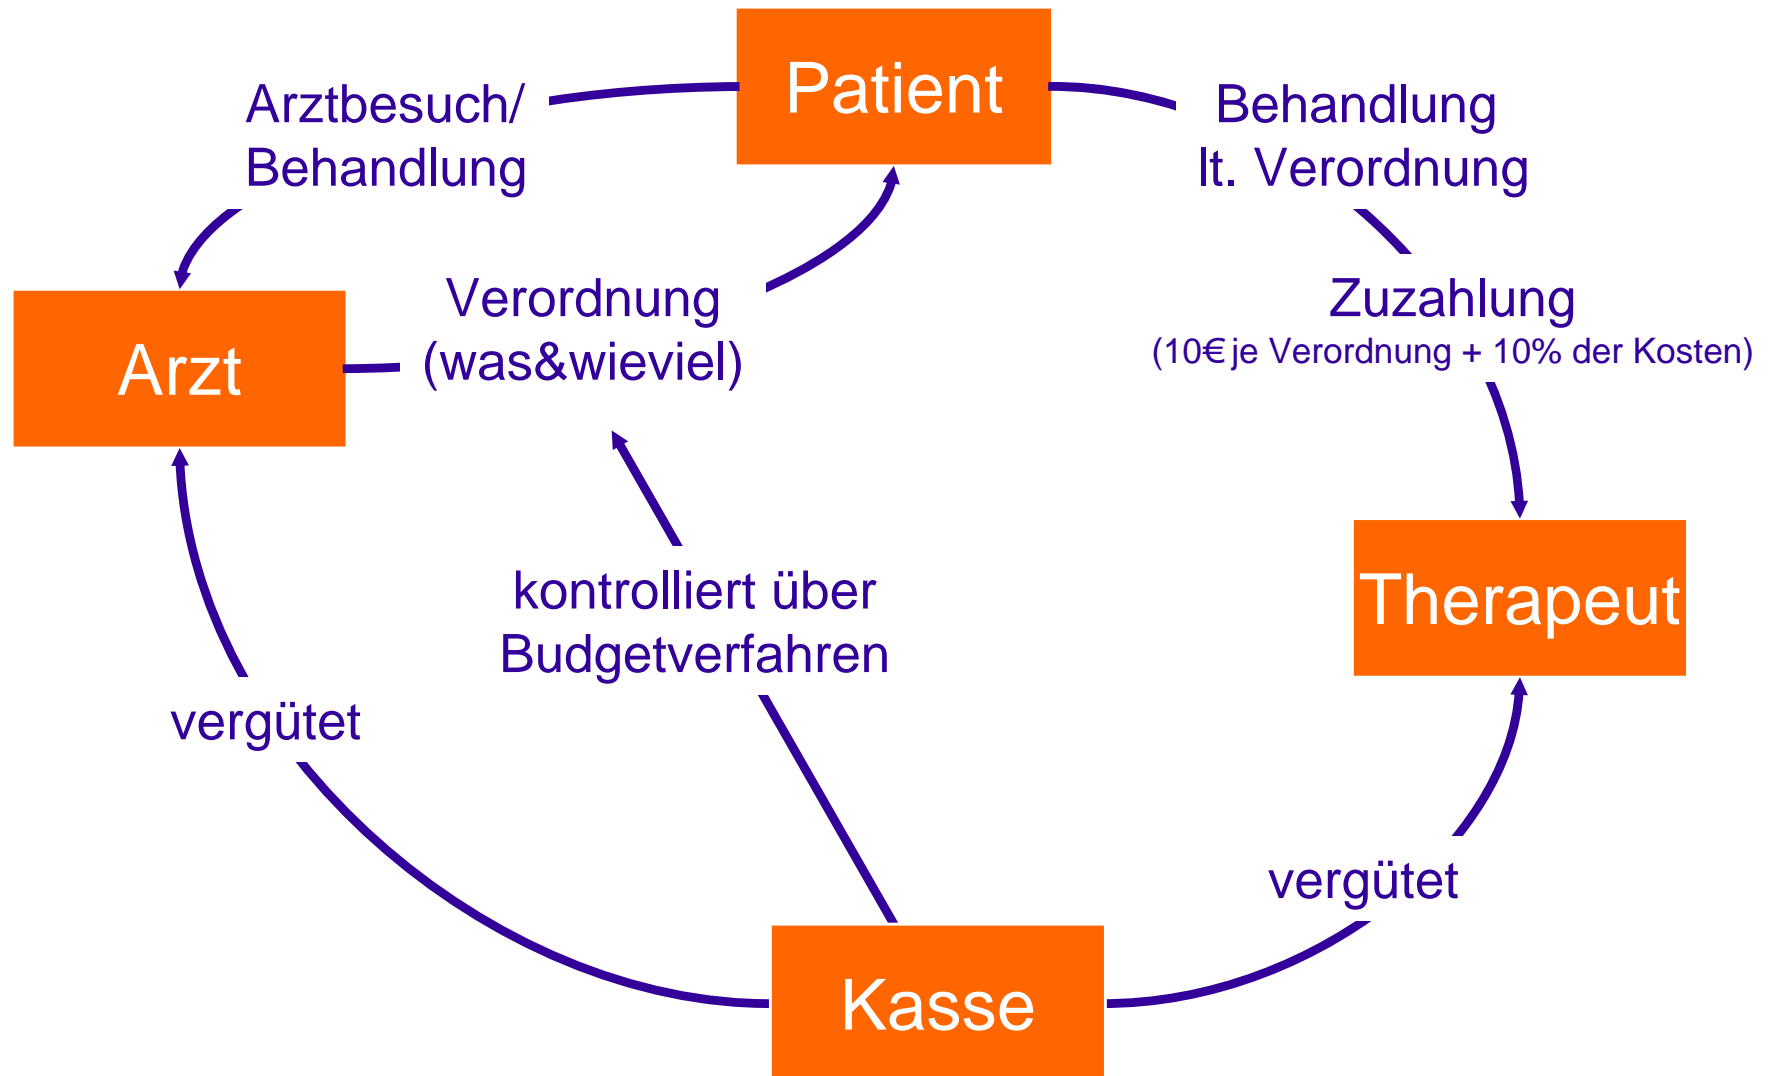 Patient
Arztbesuch/
Behandlung
Behandlung
lt. Verordnung
Verordnung
(was&wieviel)
Zuzahlung
(10€ je Verordnung + 10% der Kosten)
Arzt
kontrolliert über
Budgetverfahren
Therapeut
vergütet
vergütet
Kasse